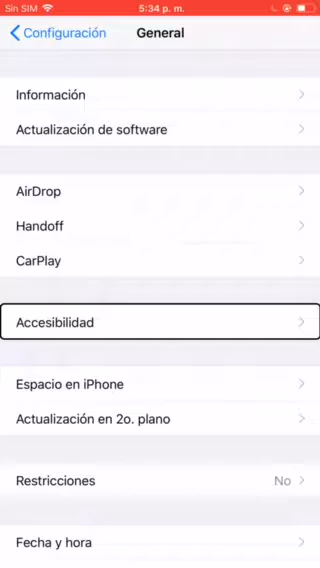 Sin SIM 5:34 p. m.
Configuración General
Información
Actualización de software
AirDrop
Handoff
CarPlay
Accesibilidad
Espacio en iPhone
Actualización en 2o. plano
Restricciones No
Fecha y hora